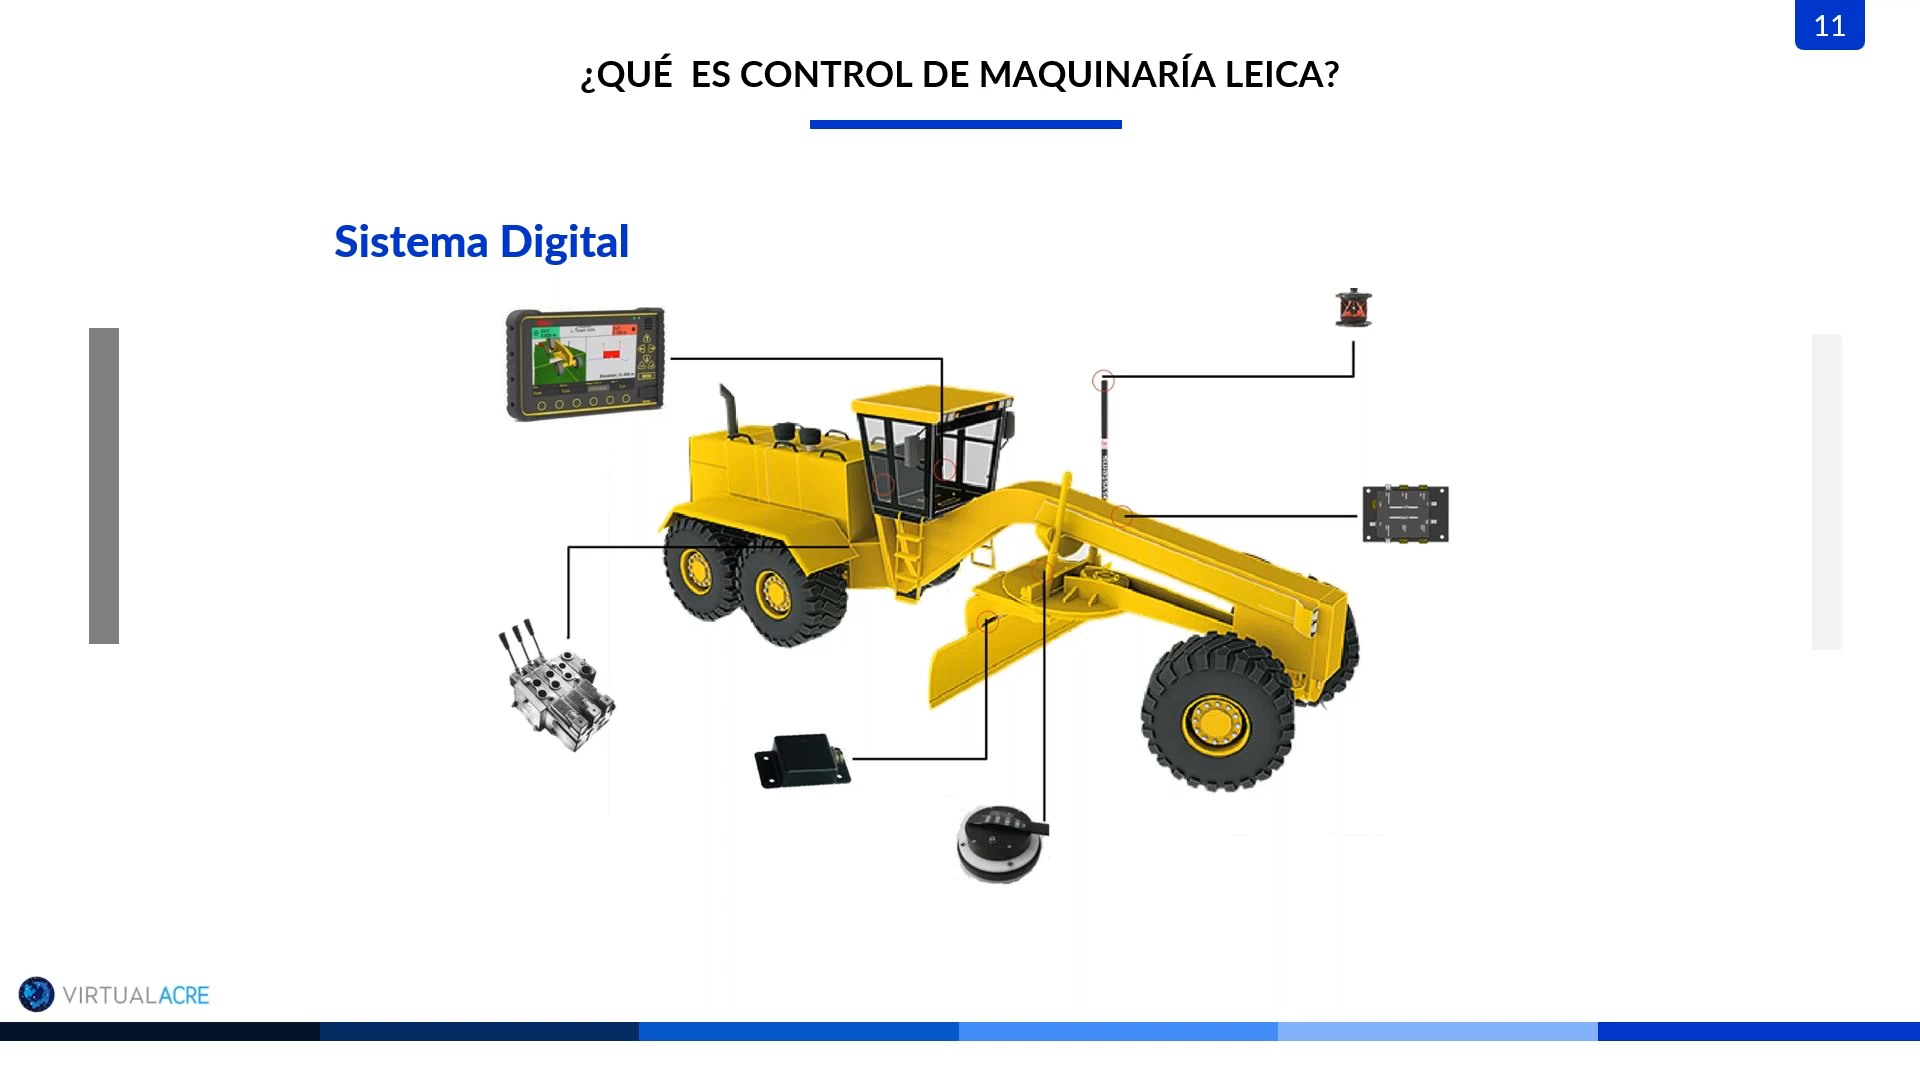 11
¿QUÉ  ES CONTROL DE MAQUINARÍA LEICA?
Sistema Digital
VIRTUALACRE